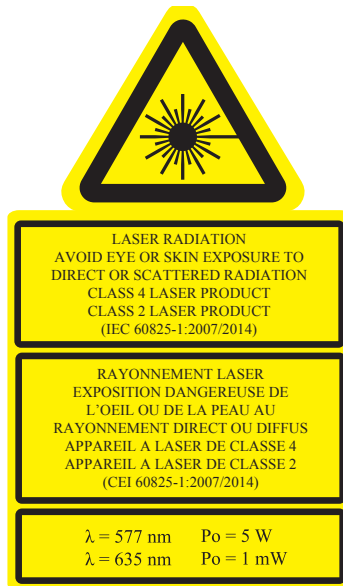 LASER RADIATION
AVOID EYE OR SKIN EXPOSURE TO
DIRECT OR SCATTERED RADIATION
CLASS 4 LASER PRODUCT
CLASS 2 LASER PRODUCT
(IEC 60825-1:2007/2014)
RAYONNEMENT LASER
EXPOSITION DANGEREUSE DE
L'OEIL OU DE LA PEAU AU
RAYONNEMENT DIRECT OU DIFFUS
APPAREIL A LASER DE CLASSE 4
APPAREIL A LASER DE CLASSE 2
(CEI 60825-1:2007/2014)
λ = 577 nm Po = 5 W
λ = 635 nm Po = 1 mW